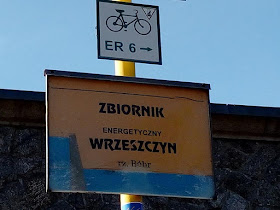 ER 6 →
ZBIORNIK
ENERGETYCZNY
WRZESZCZYN
rz. Bóbr